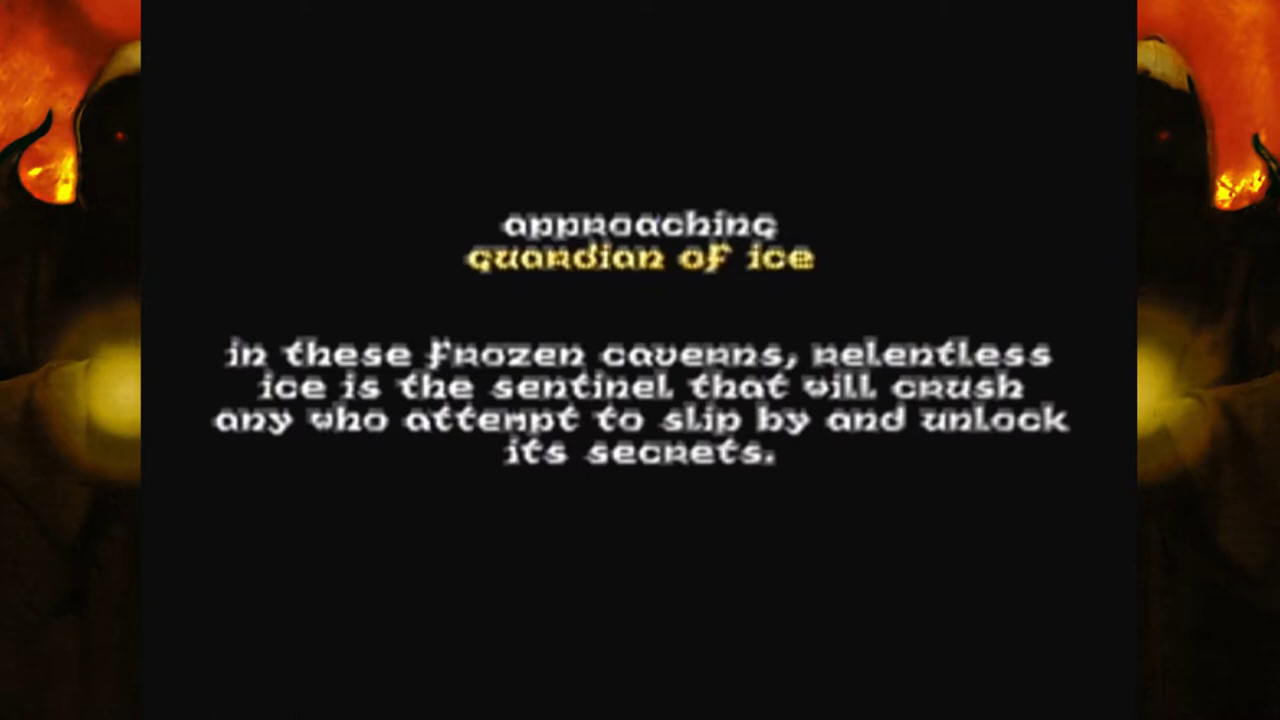 approaching
guardian of ice
in these frozen caverns, relentless
ice is the sentinel that will crush
any who attempt to slip by and unlock
its secrets.